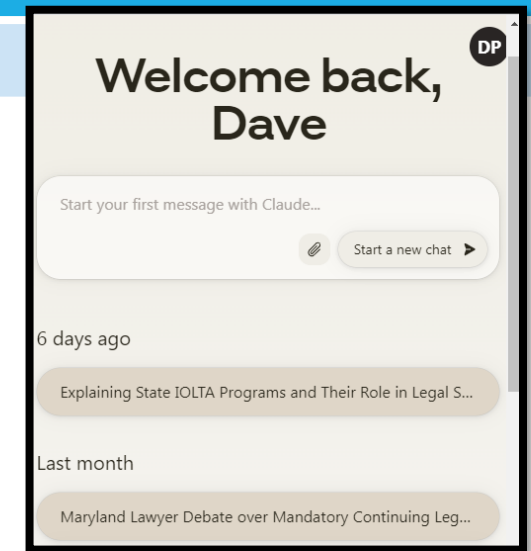 DP
Welcome back,
Dave
Start your first message with Claude...
Start a new chat
6 days ago
Explaining State IOLTA Programs and Their Role in Legal S...
Last month
Maryland Lawyer Debate over Mandatory Continuing Leg...